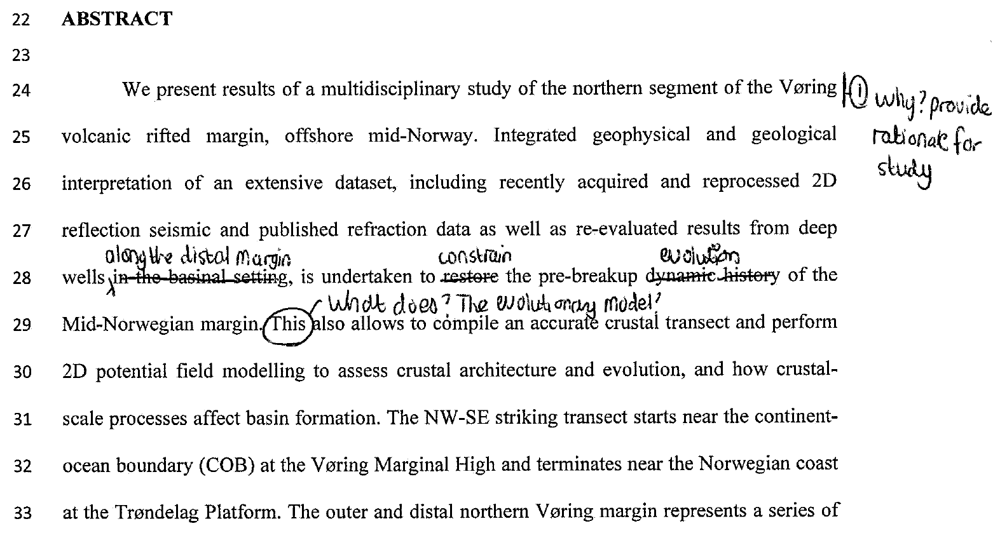 22 ABSTRACT
23
24 We present results of a multidisciplinary study of the northern segment of the Vøring
① why? provide
rationale for
study
25 volcanic rifted margin, offshore mid-Norway. Integrated geophysical and geological
26 interpretation of an extensive dataset, including recently acquired and reprocessed 2D
27 reflection seismic and published refraction data as well as re-evaluated results from deep
along the distal margin constrain evolution
28 wells in the basinal setting, is undertaken to restore the pre-breakup dynamic history of the
What does? The evolutionary model?
29 Mid-Norwegian margin. This also allows to compile an accurate crustal transect and perform
30 2D potential field modelling to assess crustal architecture and evolution, and how crustal-
31 scale processes affect basin formation. The NW-SE striking transect starts near the continent-
32 ocean boundary (COB) at the Vøring Marginal High and terminates near the Norwegian coast
33 at the Trøndelag Platform. The outer and distal northern Vøring margin represents a series of